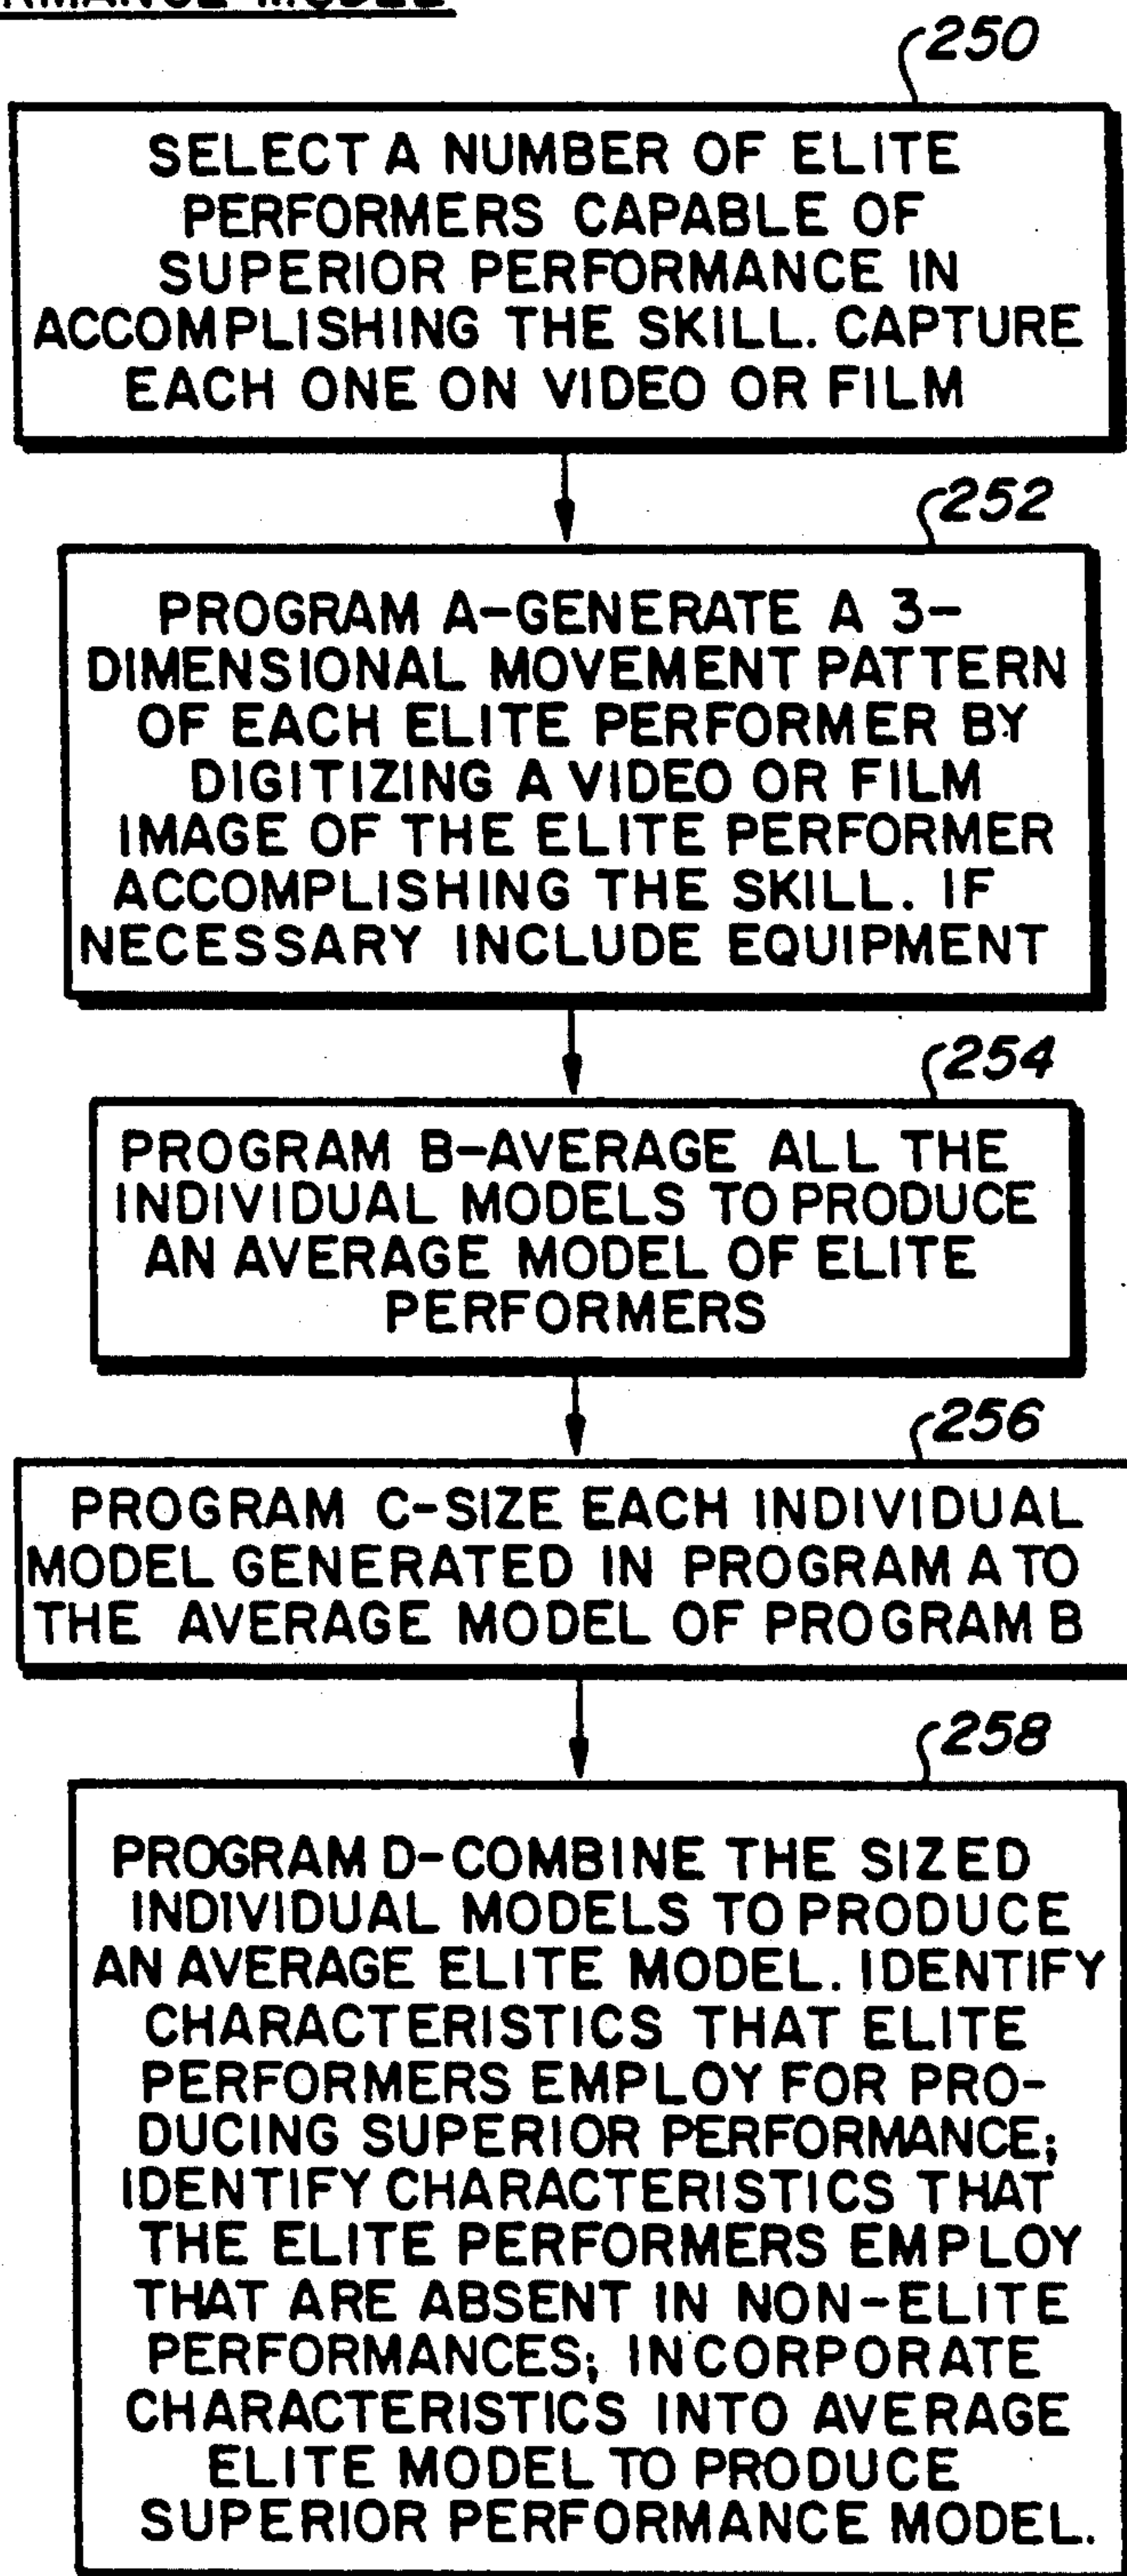 RMANCE MODEL
250
SELECT A NUMBER OF ELITE
PERFORMERS CAPABLE OF
SUPERIOR PERFORMANCE IN
ACCOMPLISHING THE SKILL. CAPTURE
EACH ONE ON VIDEO OR FILM
252
PROGRAM A-GENERATE A 3-
DIMENSIONAL MOVEMENT PATTERN
OF EACH ELITE PERFORMER BY
DIGITIZING A VIDEO OR FILM
IMAGE OF THE ELITE PERFORMER
ACCOMPLISHING THE SKILL. IF
NECESSARY INCLUDE EQUIPMENT
254
PROGRAM B-AVERAGE ALL THE
INDIVIDUAL MODELS TO PRODUCE
AN AVERAGE MODEL OF ELITE
PERFORMERS
256
PROGRAM C-SIZE EACH INDIVIDUAL
MODEL GENERATED IN PROGRAM A TO
THE AVERAGE MODEL OF PROGRAM B
258
PROGRAM D-COMBINE THE SIZED
INDIVIDUAL MODELS TO PRODUCE
AN AVERAGE ELITE MODEL. IDENTIFY
CHARACTERISTICS THAT ELITE
PERFORMERS EMPLOY FOR PRO-
DUCING SUPERIOR PERFORMANCE;
IDENTIFY CHARACTERISTICS THAT
THE ELITE PERFORMERS EMPLOY
THAT ARE ABSENT IN NON-ELITE
PERFORMANCES; INCORPORATE
CHARACTERISTICS INTO AVERAGE
ELITE MODEL TO PRODUCE
SUPERIOR PERFORMANCE MODEL.